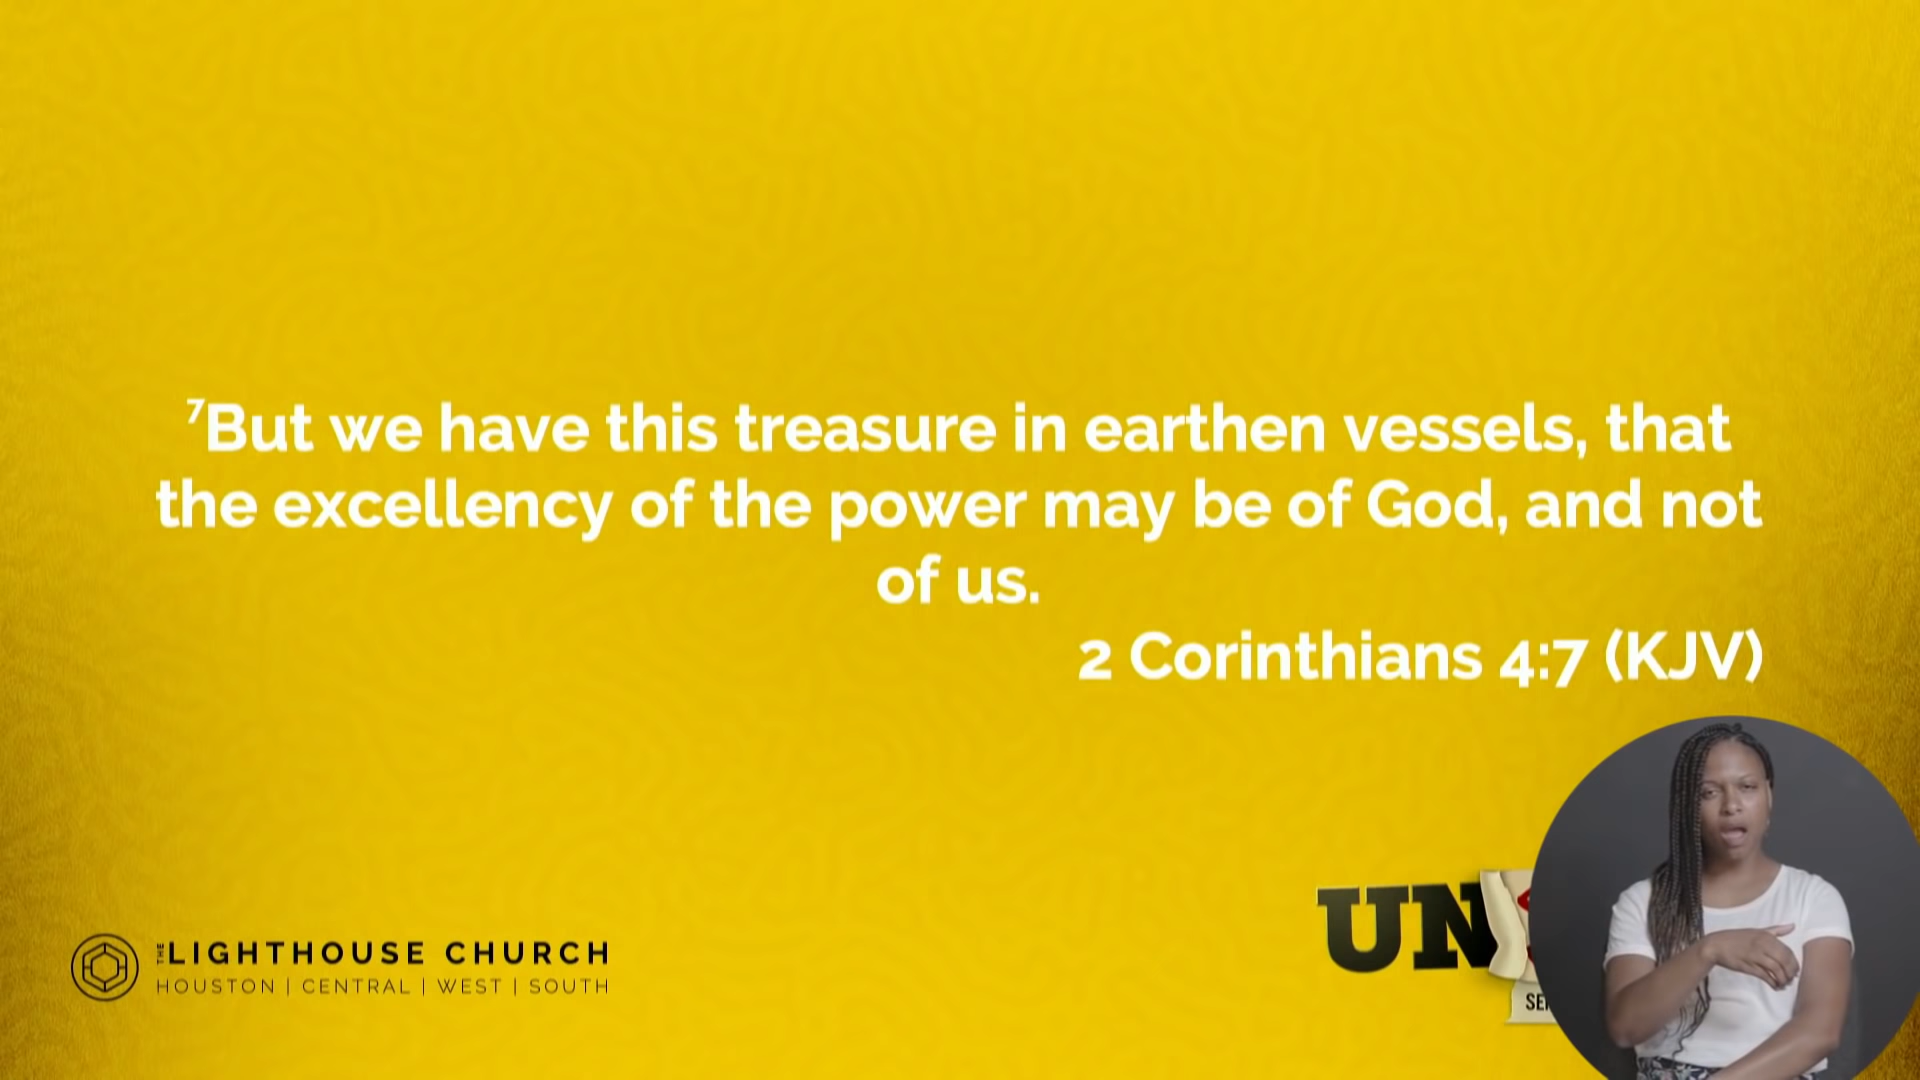 ⁷But we have this treasure in earthen vessels, that
the excellency of the power may be of God, and not
of us.
2 Corinthians 4:7 (KJV)
THE LIGHTHOUSE CHURCH
HOUSTON | CENTRAL | WEST | SOUTH
UN